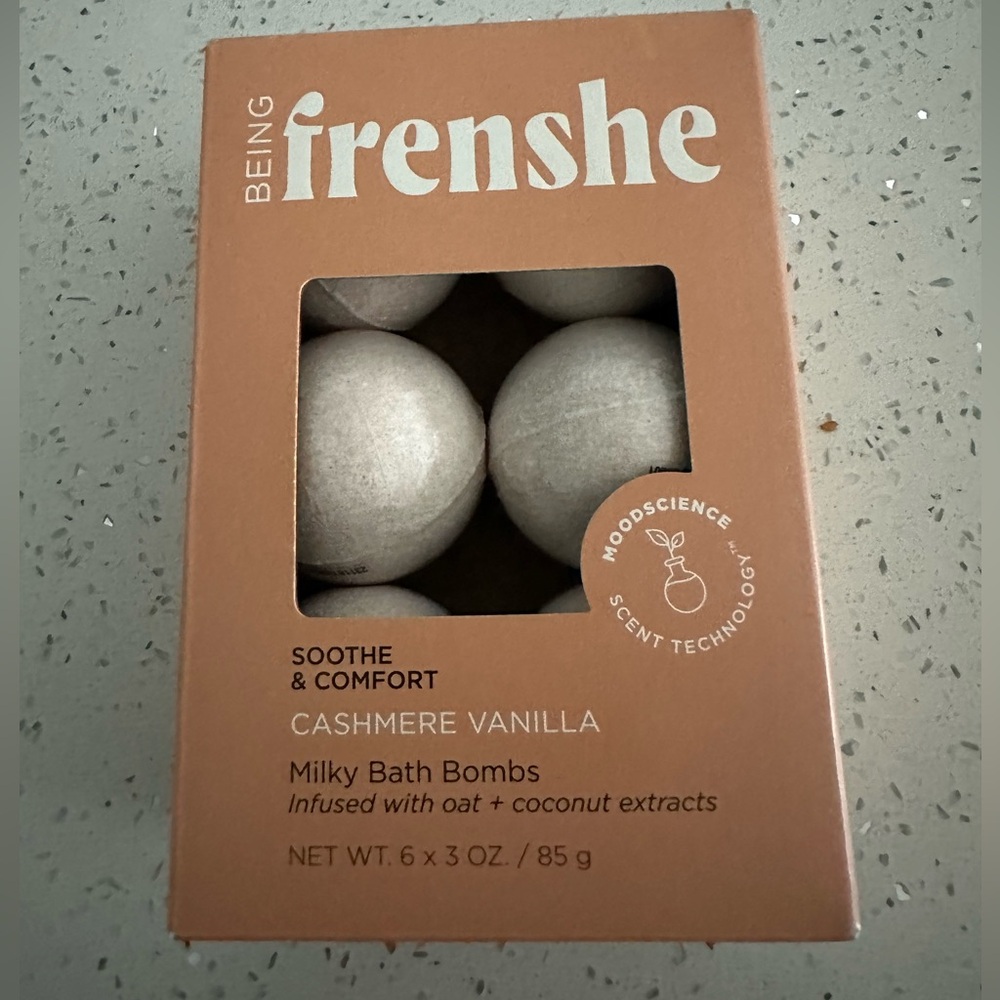 BEING
frenshe
MOODSCIENCE
SCENT TECHNOLOGY™
SOOTHE
& COMFORT
CASHMERE VANILLA
Milky Bath Bombs
Infused with oat + coconut extracts
NET WT. 6 x 3 OZ. / 85 g